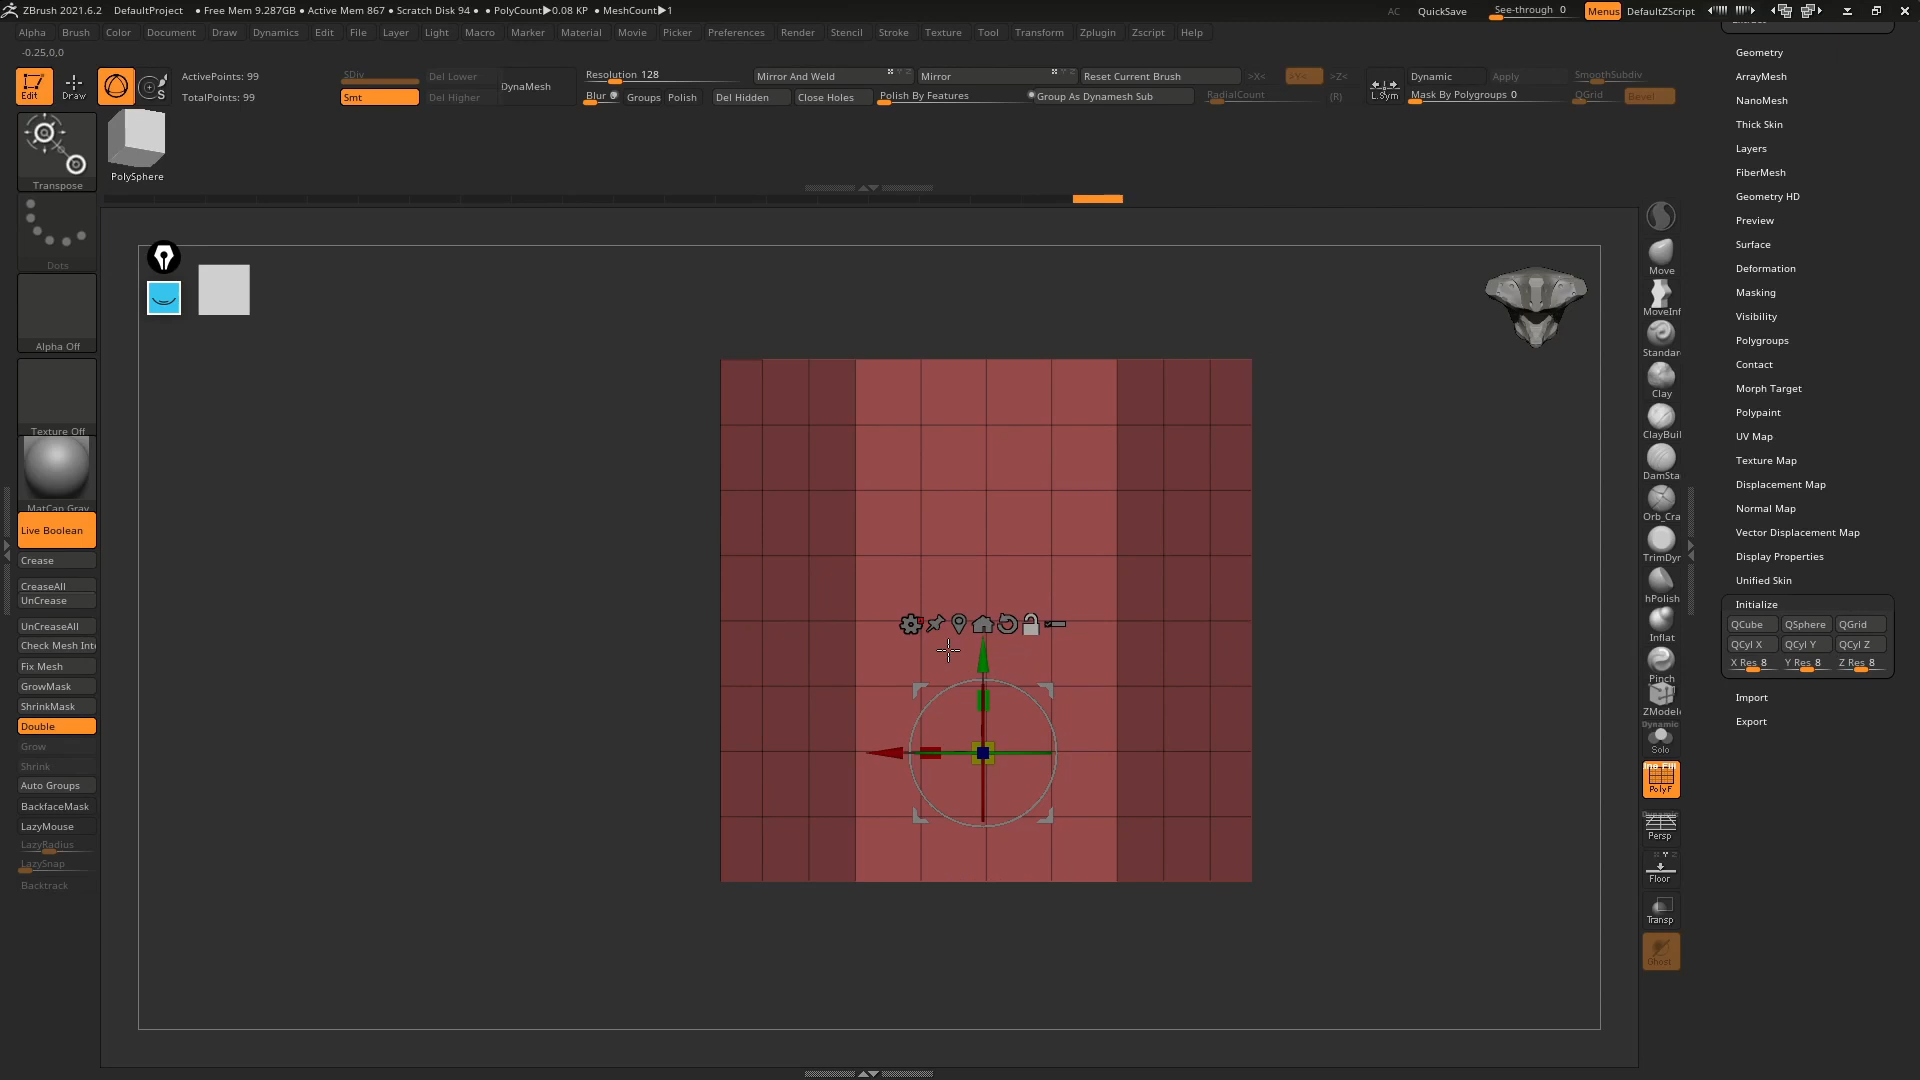 ZBrush 2021.6.2 DefaultProject • Free Mem 9.287GB • Active Mem 867 • Scratch Disk 94 • • PolyCount▶0.08 KP • MeshCount▶1 AC QuickSave See-through 0 Menus DefaultZScript
Alpha Brush Color Document Draw Dynamics Edit File Layer Light Macro Marker Material Movie Picker Preferences Render Stencil Stroke Texture Tool Transform Zplugin Zscript Help
-0.25,0,0
Edit Draw
ActivePoints: 99
TotalPoints: 99
SDiv Del Lower
Smt Del Higher
DynaMesh
Resolution 128
Blur Groups Polish
Mirror And Weld Mirror Reset Current Brush >X< >Y< >Z<
Del Hidden Close Holes Polish By Features Group As Dynamesh Sub RadialCount (R)
L.Sym
Dynamic Apply SmoothSubdiv
Mask By Polygroups 0 QGrid Bevel
Transpose
PolySphere
Dots
Alpha Off
Texture Off
MatCap Gray
Live Boolean
Crease
CreaseAll
UnCrease
UnCreaseAll
Check Mesh Int
Fix Mesh
GrowMask
ShrinkMask
Double
Grow
Shrink
Auto Groups
BackfaceMask
LazyMouse
LazyRadius
LazySnap
Backtrack
Move
MoveInf
Standar
Clay
ClayBuil
DamSta
Orb_Cra
TrimDyr
hPolish
Inflat
Pinch
ZModel
Dynamic
Solo
PolyF
Dynamic
Persp
Floor
Transp
Ghost
Geometry
ArrayMesh
NanoMesh
Thick Skin
Layers
FiberMesh
Geometry HD
Preview
Surface
Deformation
Masking
Visibility
Polygroups
Contact
Morph Target
Polypaint
UV Map
Texture Map
Displacement Map
Normal Map
Vector Displacement Map
Display Properties
Unified Skin
Initialize
QCube QSphere QGrid
QCyl X QCyl Y QCyl Z
X Res 8 Y Res 8 Z Res 8
Import
Export